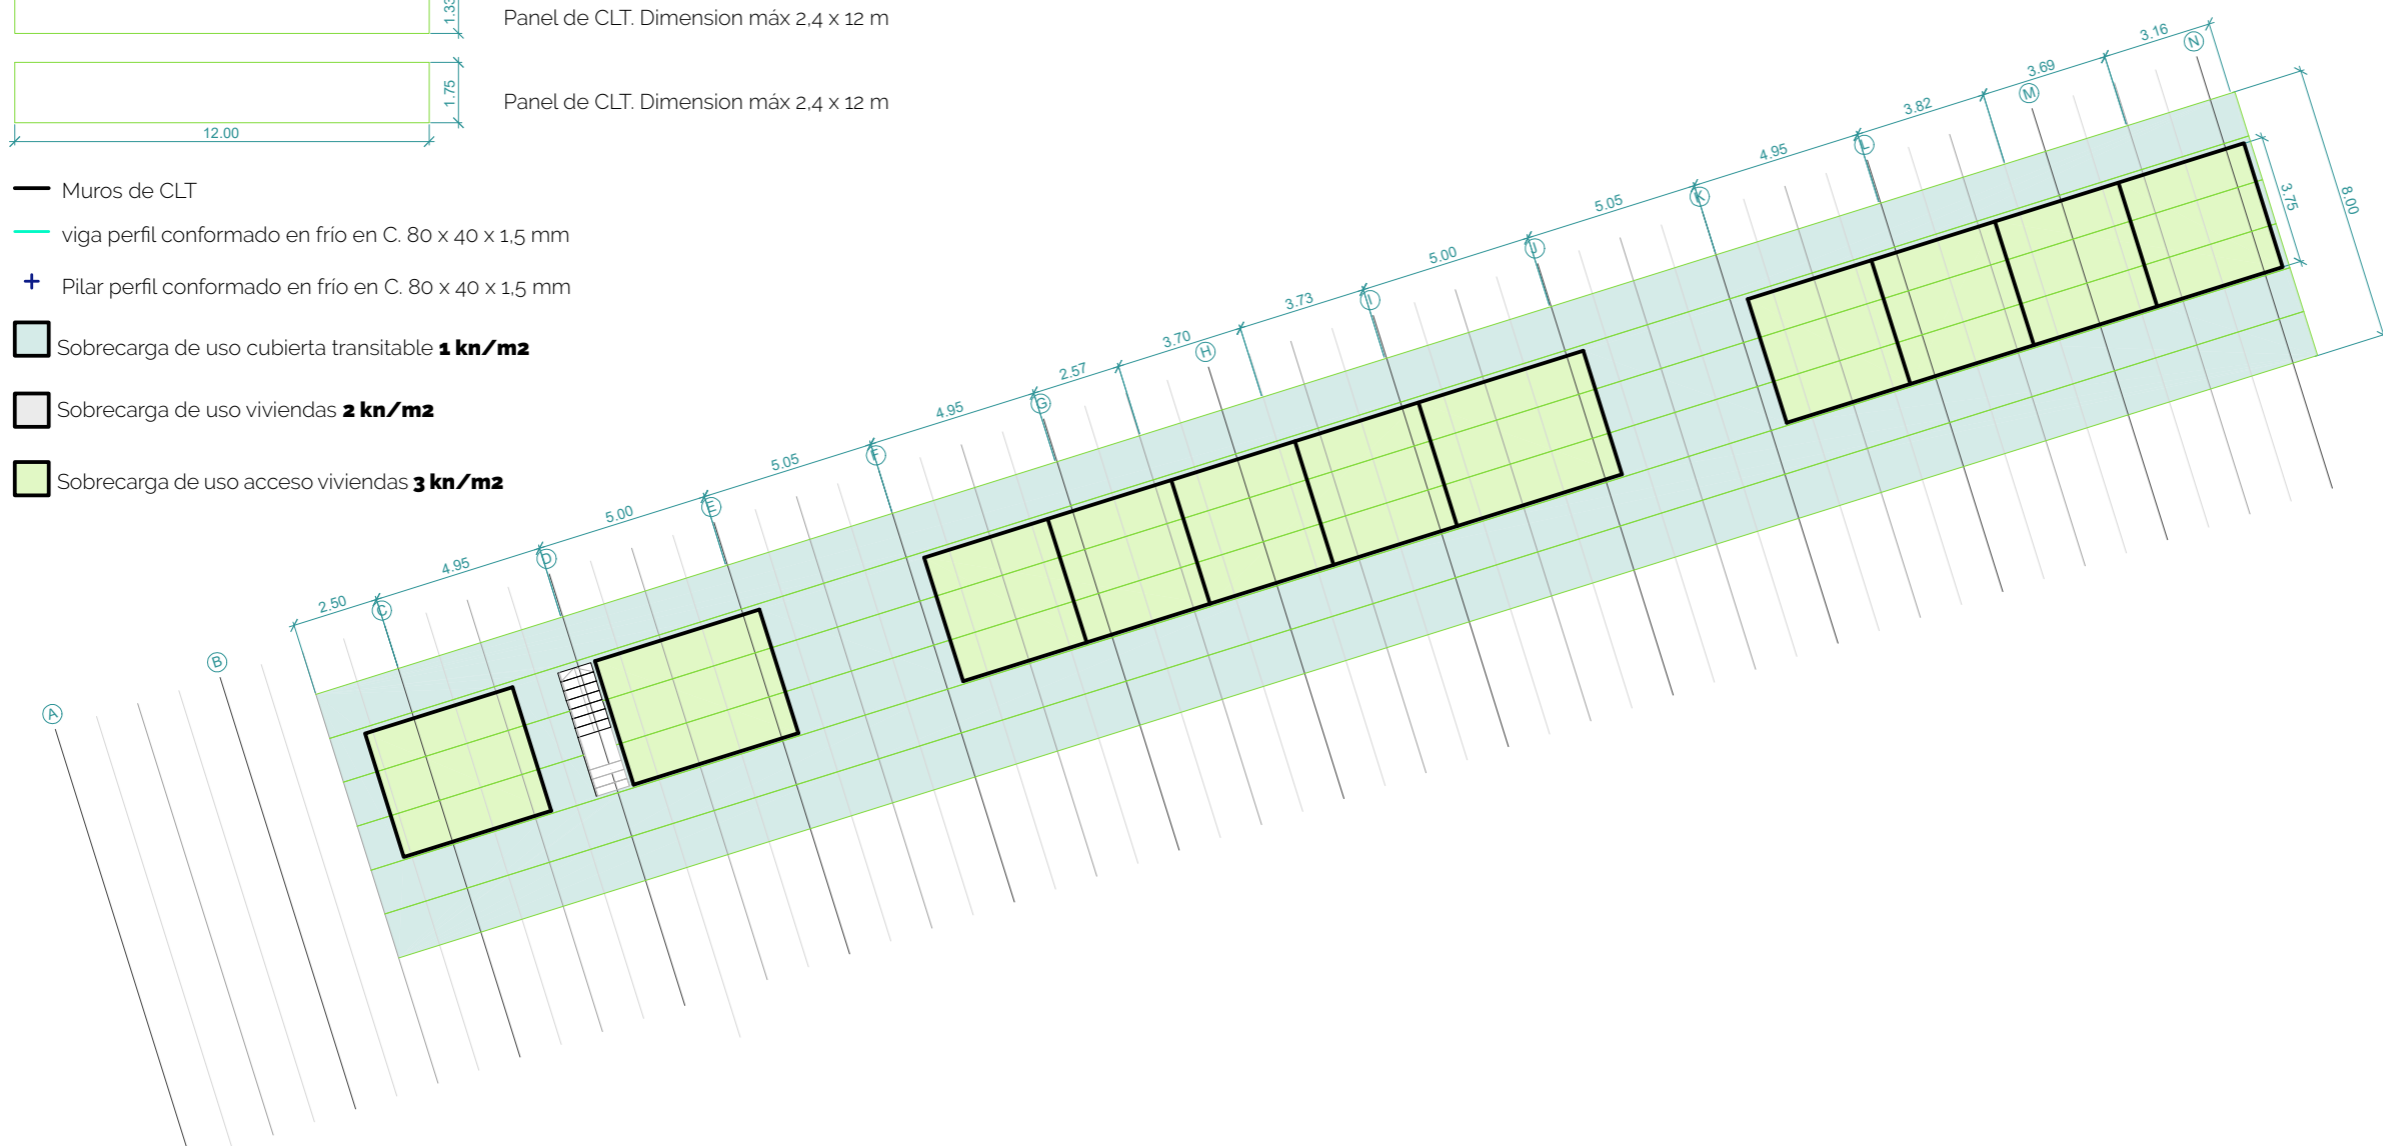 1.33
Panel de CLT. Dimension máx 2,4 x 12 m
1.75
Panel de CLT. Dimension máx 2,4 x 12 m
12.00
Muros de CLT
viga perfil conformado en frío en C. 80 x 40 x 1,5 mm
Pilar perfil conformado en frío en C. 80 x 40 x 1,5 mm
Sobrecarga de uso cubierta transitable 1 kn/m2
Sobrecarga de uso viviendas 2 kn/m2
Sobrecarga de uso acceso viviendas 3 kn/m2
2.50
4.95
5.00
5.05
4.95
2.57
3.70
3.73
5.00
5.05
4.95
3.82
3.69
3.16
3.75
8.00
A
B
C
D
E
F
G
H
I
J
K
L
M
N